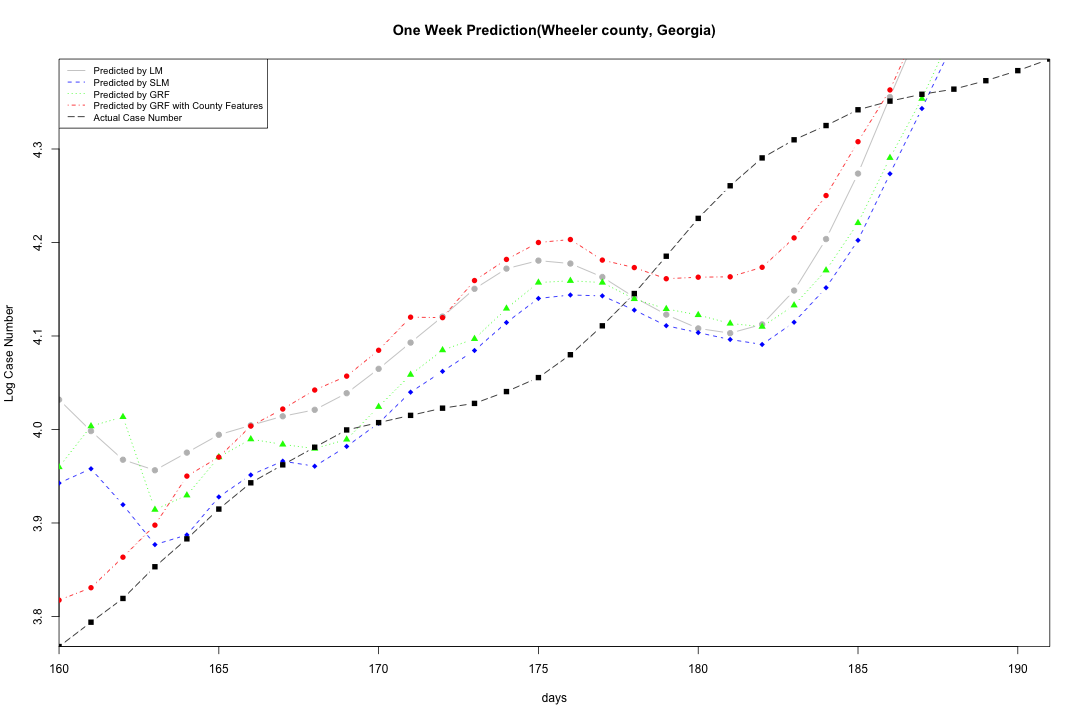 One Week Prediction(Wheeler county, Georgia)
Predicted by LM
Predicted by SLM
Predicted by GRF
Predicted by GRF with County Features
Actual Case Number
Log Case Number
4.3
4.2
4.1
4.0
3.9
3.8
160 165 170 175 180 185 190
days